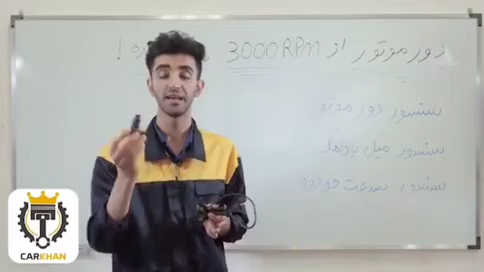 دور موتور از 3000RPM !
سنسور دور موتور
سنسور میل بادامک
سنسور سرعت خودرو
CARKHAN